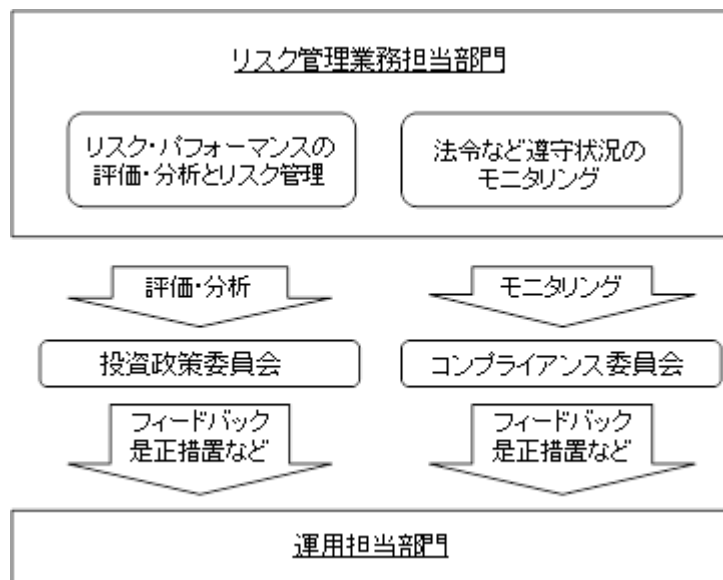 リスク管理業務担当部門
リスク・パフォーマンスの
評価・分析とリスク管理
法令など遵守状況の
モニタリング
評価・分析
モニタリング
投資政策委員会
コンプライアンス委員会
フィードバック
是正措置など
フィードバック
是正措置など
運用担当部門